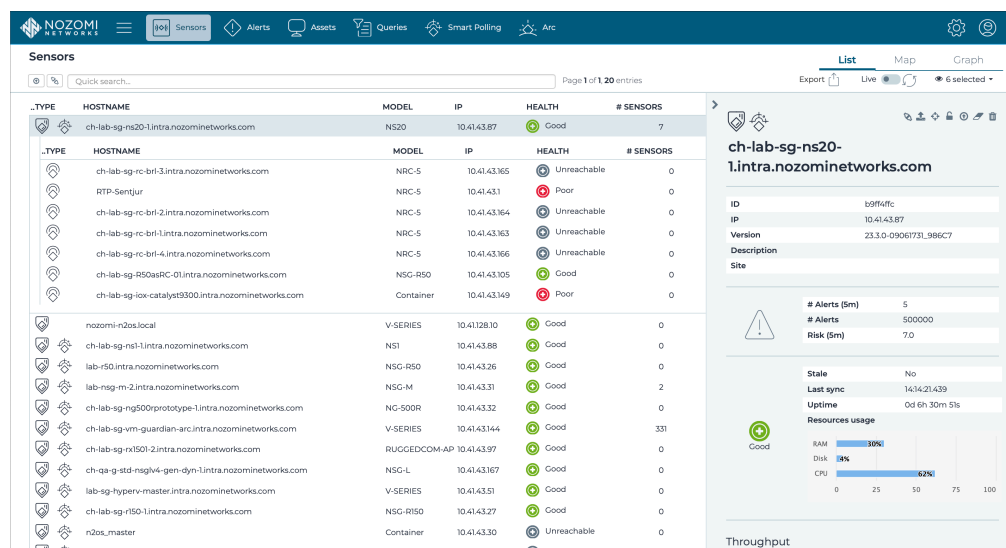 NOZOMI NETWORKS Sensors Alerts Assets Queries Smart Polling Arc
Sensors
List Map Graph
Quick search... Page 1 of 1, 20 entries
Export Live 6 selected
..TYPE HOSTNAME MODEL IP HEALTH # SENSORS
ch-lab-sg-ns20-1.intra.nozominetworks.com NS20 10.41.43.87 Good 7
..TYPE HOSTNAME MODEL IP HEALTH # SENSORS
ch-lab-sg-rc-brl-3.intra.nozominetworks.com NRC-5 10.41.43.165 Unreachable 0
RTP-Sentjur NRC-5 10.41.43.1 Poor 0
ch-lab-sg-rc-brl-2.intra.nozominetworks.com NRC-5 10.41.43.164 Unreachable 0
ch-lab-sg-rc-brl-1.intra.nozominetworks.com NRC-5 10.41.43.163 Unreachable 0
ch-lab-sg-rc-brl-4.intra.nozominetworks.com NRC-5 10.41.43.166 Unreachable 0
ch-lab-sg-R50asRC-01.intra.nozominetworks.com NSG-R50 10.41.43.105 Good 0
ch-lab-sg-iox-catalyst9300.intra.nozominetworks.com Container 10.41.43.149 Poor 0
nozomi-n2os.local V-SERIES 10.41.128.10 Good 0
ch-lab-sg-ns1-1.intra.nozominetworks.com NS1 10.41.43.88 Good 0
lab-r50.intra.nozominetworks.com NSG-R50 10.41.43.26 Good 0
lab-nsg-m-2.intra.nozominetworks.com NSG-M 10.41.43.31 Good 2
ch-lab-sg-ng500rprototype-1.intra.nozominetworks.com NG-500R 10.41.43.32 Good 0
ch-lab-sg-vm-guardian-arc.intra.nozominetworks.com V-SERIES 10.41.43.144 Good 331
ch-lab-sg-rx1501-2.intra.nozominetworks.com RUGGEDCOM-AP 10.41.43.97 Good 0
ch-qa-g-std-nsglv4-gen-dyn-1.intra.nozominetworks.com NSG-L 10.41.43.167 Good 0
lab-sg-hyperv-master.intra.nozominetworks.com V-SERIES 10.41.43.51 Good 0
ch-lab-sg-r150-1.intra.nozominetworks.com NSG-R150 10.41.43.27 Good 0
n2os_master Container 10.41.43.30 Unreachable 0
ch-lab-sg-ns20-
1.intra.nozominetworks.com
ID b9ff4ffc
IP 10.41.43.87
Version 23.3.0-09061731_986C7
Description
Site
# Alerts (5m) 5
# Alerts 500000
Risk (5m) 7.0
Stale No
Last sync 14:14:21.439
Uptime 0d 6h 30m 51s
Resources usage
Good
RAM 30%
Disk 4%
CPU 62%
0 25 50 75 100
Throughput